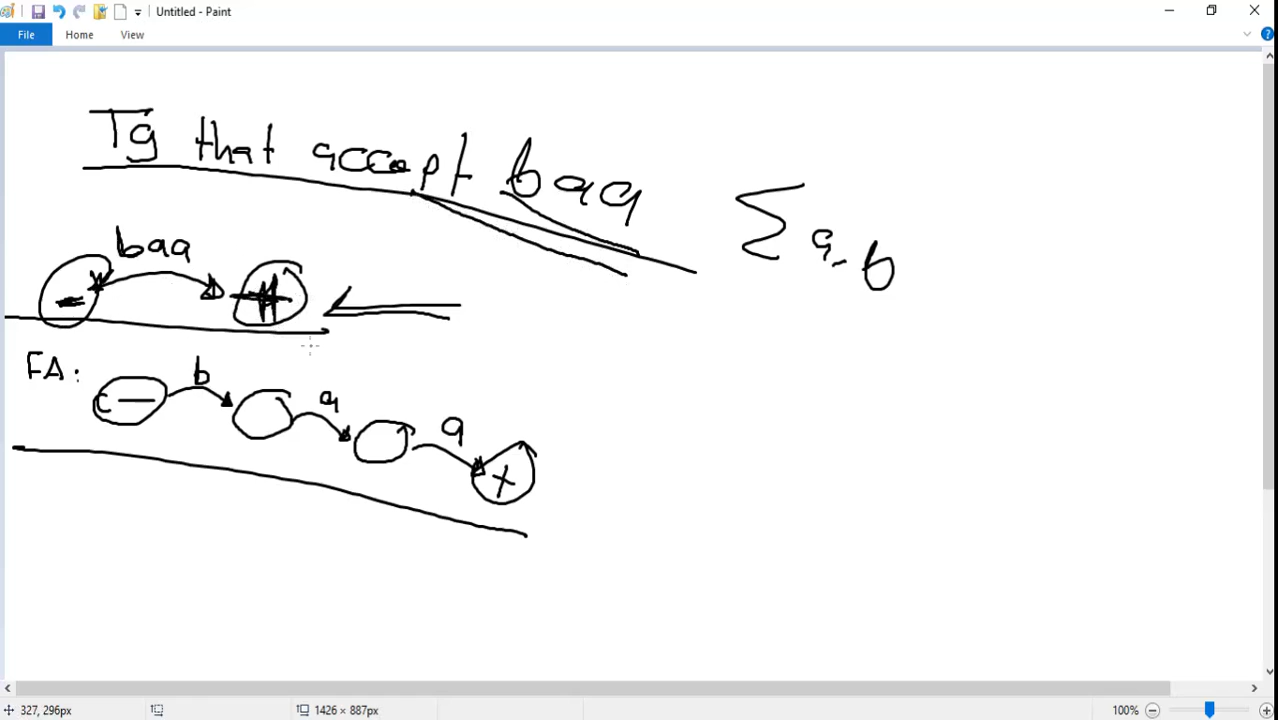 Untitled - Paint
File Home View
Tg that accept baa
Σ a, b
baa
- +
FA:
- b a a +
327, 296px 1426 × 887px 100%